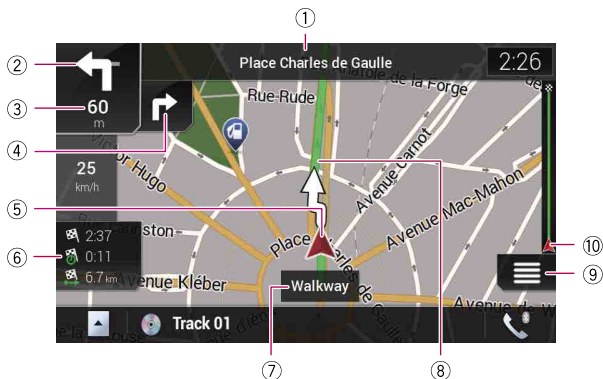 ①
Place Charles de Gaulle
2:26
②
③
60
m
④
Rue-Rude
de la Forge
25
km/h
Victor Hugo
Avenue Carnot
Avenue Mac-Mahon
⑤
⑥
2:37
0:11
6.7 km
Place Charles de Gaulle
Avenue Kléber
Walkway
Avenue de W
⑩
⑨
Track 01
⑦
⑧